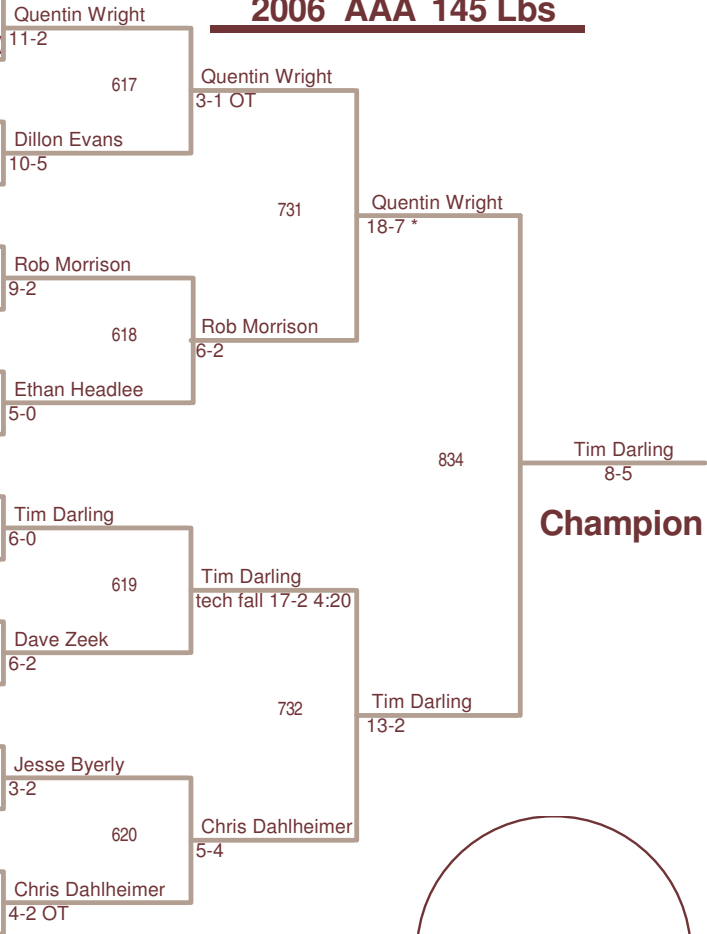 2006 AAA 145 Lbs
Quentin Wright
11-2
617
Dillon Evans
10-5
Quentin Wright
3-1 OT
731
Rob Morrison
9-2
618
Ethan Headlee
5-0
Rob Morrison
6-2
Quentin Wright
18-7 *
834
Tim Darling
6-0
619
Dave Zeek
6-2
Tim Darling
tech fall 17-2 4:20
732
Jesse Byerly
3-2
620
Chris Dahlheimer
4-2 OT
Chris Dahlheimer
5-4
Tim Darling
13-2
Tim Darling
8-5
Champion